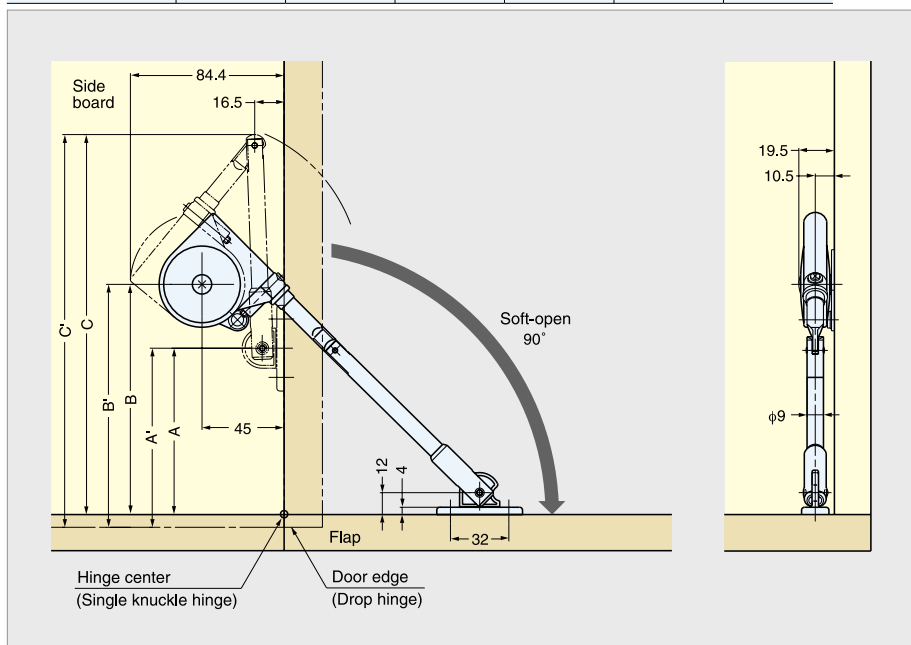 84.4
Side
board
16.5
19.5
10.5
C'
C
Soft-open
90°
B'
B
A'
A
45
φ9
12
4
Flap
32
Hinge center
(Single knuckle hinge)
Door edge
(Drop hinge)